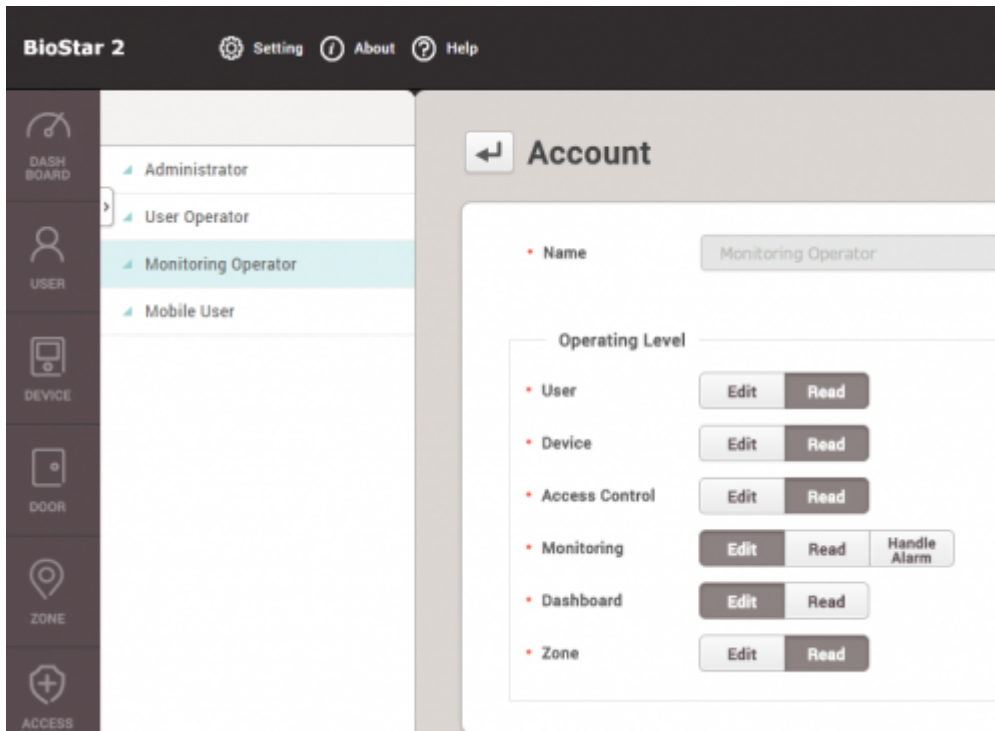 BioStar 2 Setting About Help
DASH
BOARD
USER
DEVICE
DOOR
ZONE
ACCESS
Administrator
User Operator
Monitoring Operator
Mobile User
Account
Name Monitoring Operator
Operating Level
User Edit Read
Device Edit Read
Access Control Edit Read
Monitoring Edit Read Handle
Alarm
Dashboard Edit Read
Zone Edit Read